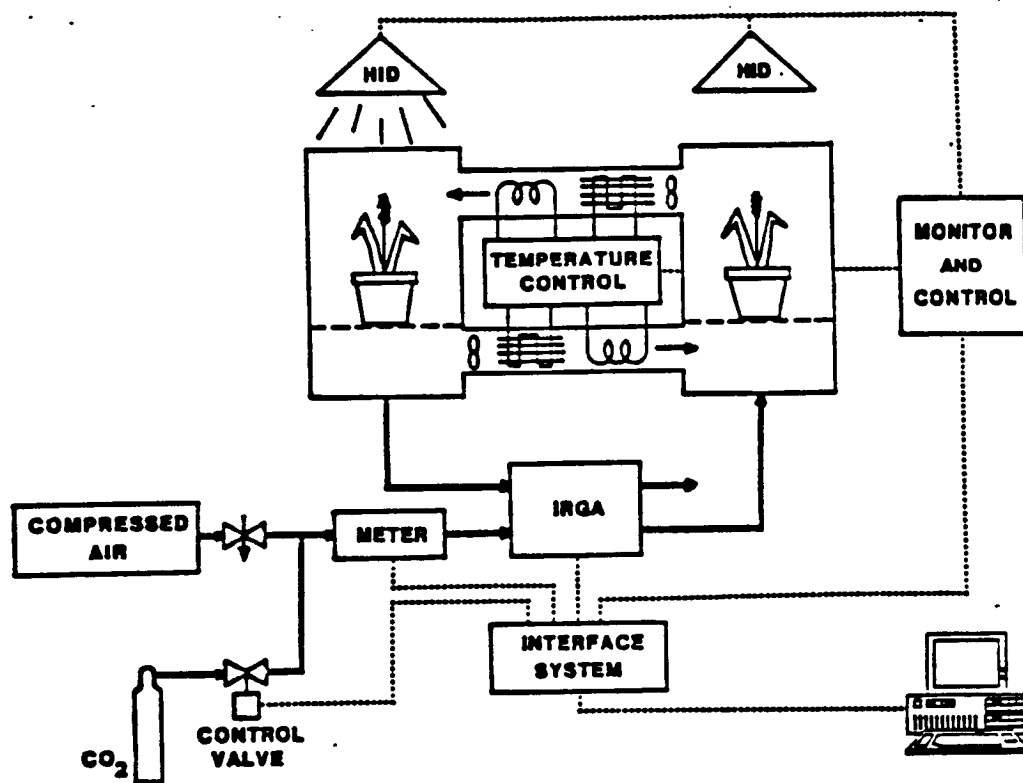 HID
HID
TEMPERATURE
CONTROL
MONITOR
AND
CONTROL
COMPRESSED
AIR
METER
IRGA
INTERFACE
SYSTEM
CONTROL
VALVE
CO2